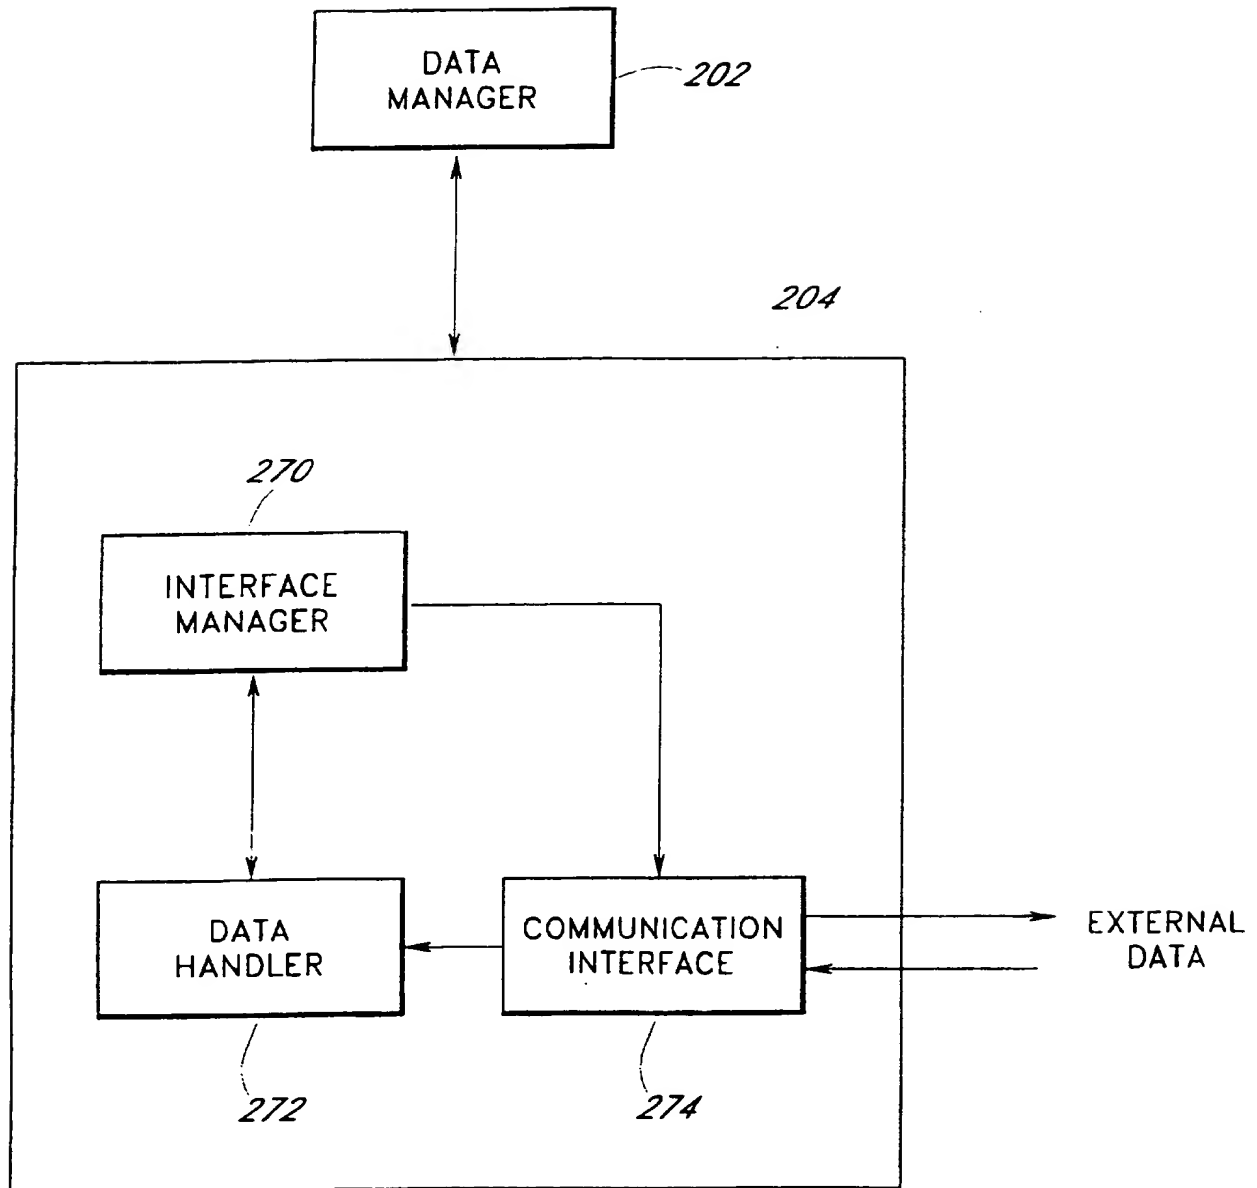 DATA
MANAGER
202
204
270
INTERFACE
MANAGER
DATA
HANDLER
COMMUNICATION
INTERFACE
EXTERNAL
DATA
272
274